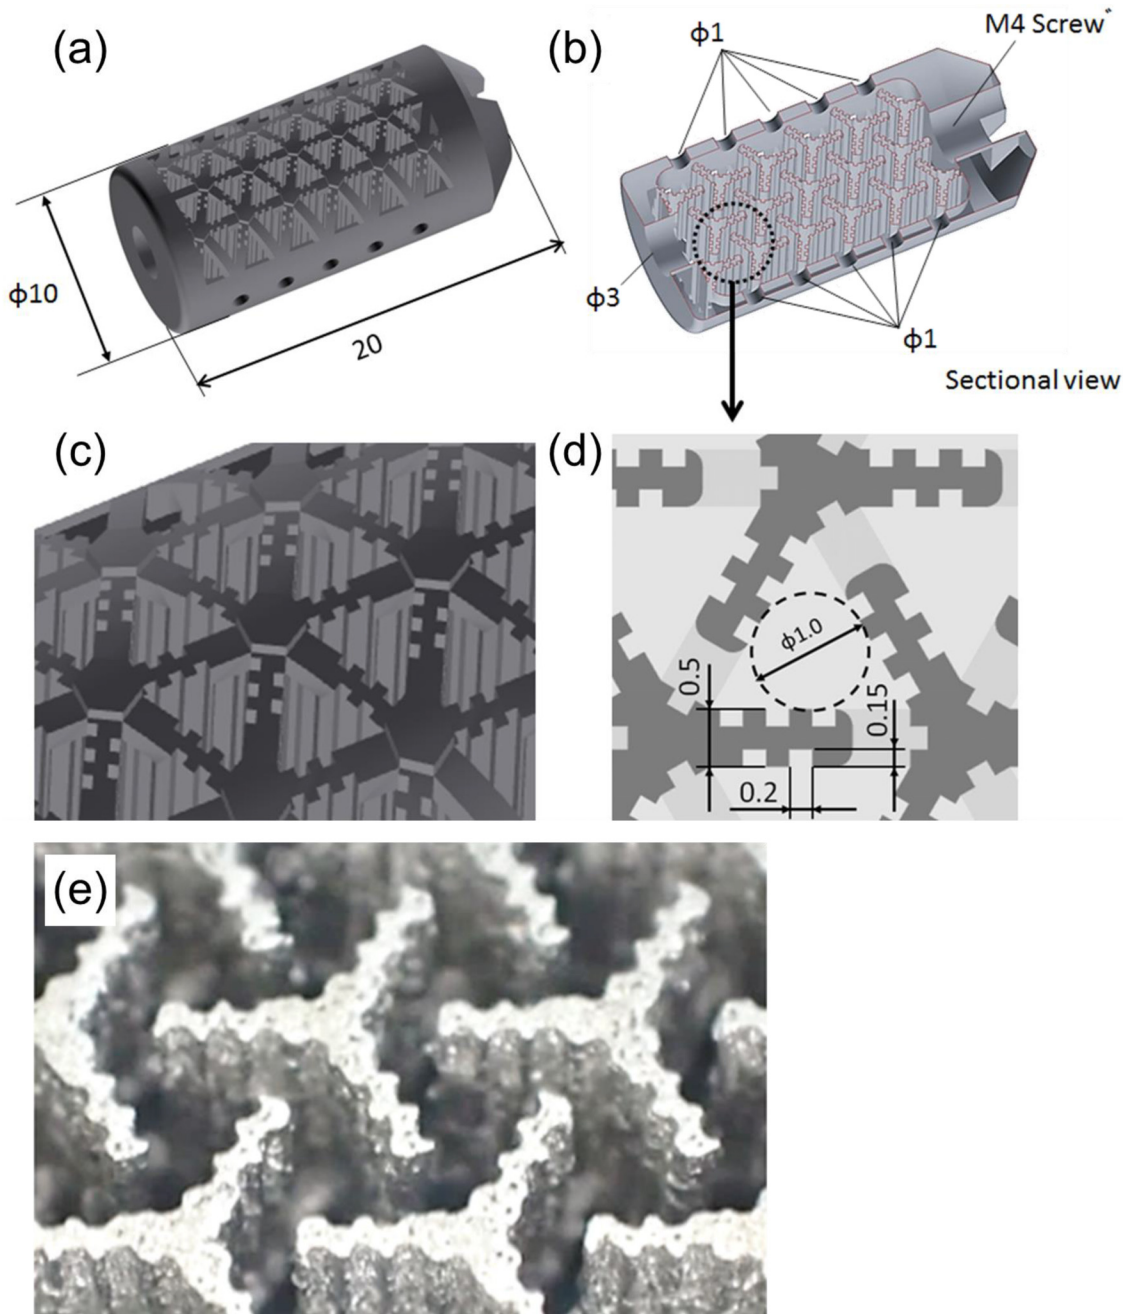 (a)
ϕ10
20
(b)
ϕ1
M4 Screw
ϕ3
ϕ1
Sectional view
(c)
(d)
ϕ1.0
0.5
0.15
0.2
(e)